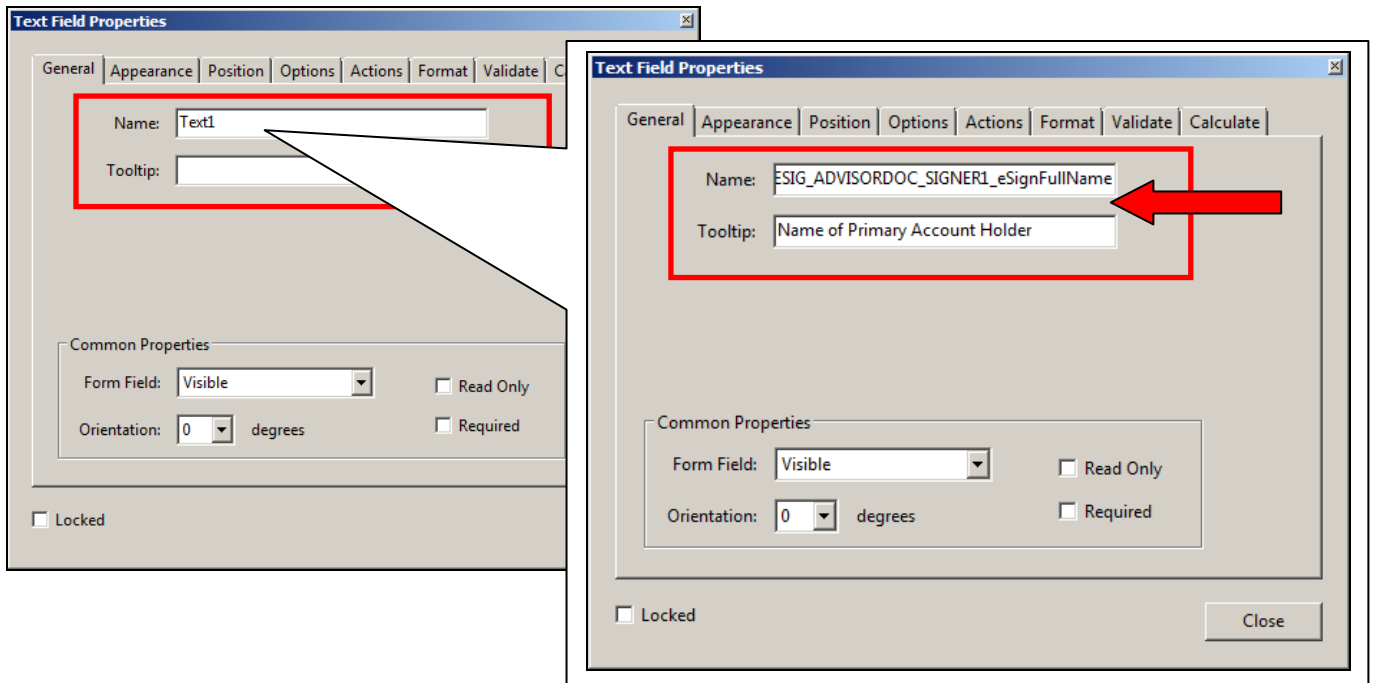 Text Field Properties
General Appearance Position Options Actions Format Validate C
Name: Text1
Tooltip:
Common Properties
Form Field: Visible
Read Only
Orientation: 0 degrees
Required
Locked
Text Field Properties
General Appearance Position Options Actions Format Validate Calculate
Name: ESIG_ADVISORDOC_SIGNER1_eSignFullName
Tooltip: Name of Primary Account Holder
Common Properties
Form Field: Visible
Read Only
Orientation: 0 degrees
Required
Locked
Close